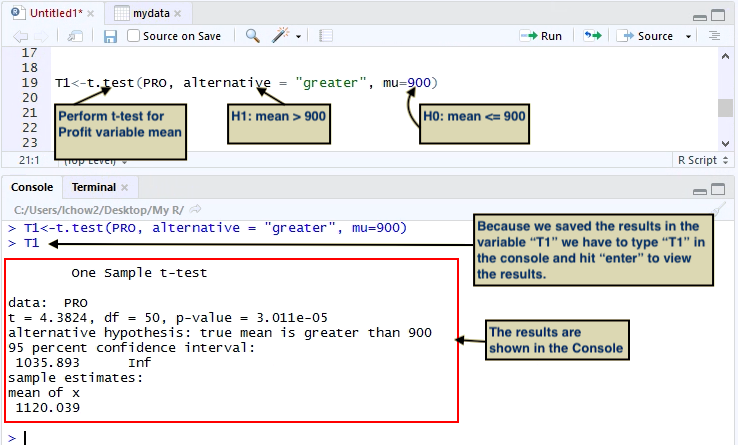 Untitled1* × mydata ×
Source on Save Run Source
17
18
19 T1<-t.test(PRO, alternative = "greater", mu=900)
20
21
22
23
Perform t-test for
Profit variable mean
H1: mean > 900
H0: mean <= 900
21:1 (Top Level) R Script
Console Terminal ×
C:/Users/lchow2/Desktop/My R/
> T1<-t.test(PRO, alternative = "greater", mu=900)
> T1
Because we saved the results in the
variable “T1” we have to type “T1” in
the console and hit “enter” to view
the results.
One Sample t-test
data: PRO
t = 4.3824, df = 50, p-value = 3.011e-05
alternative hypothesis: true mean is greater than 900
95 percent confidence interval:
1035.893 Inf
sample estimates:
mean of x
1120.039
The results are
shown in the Console
>